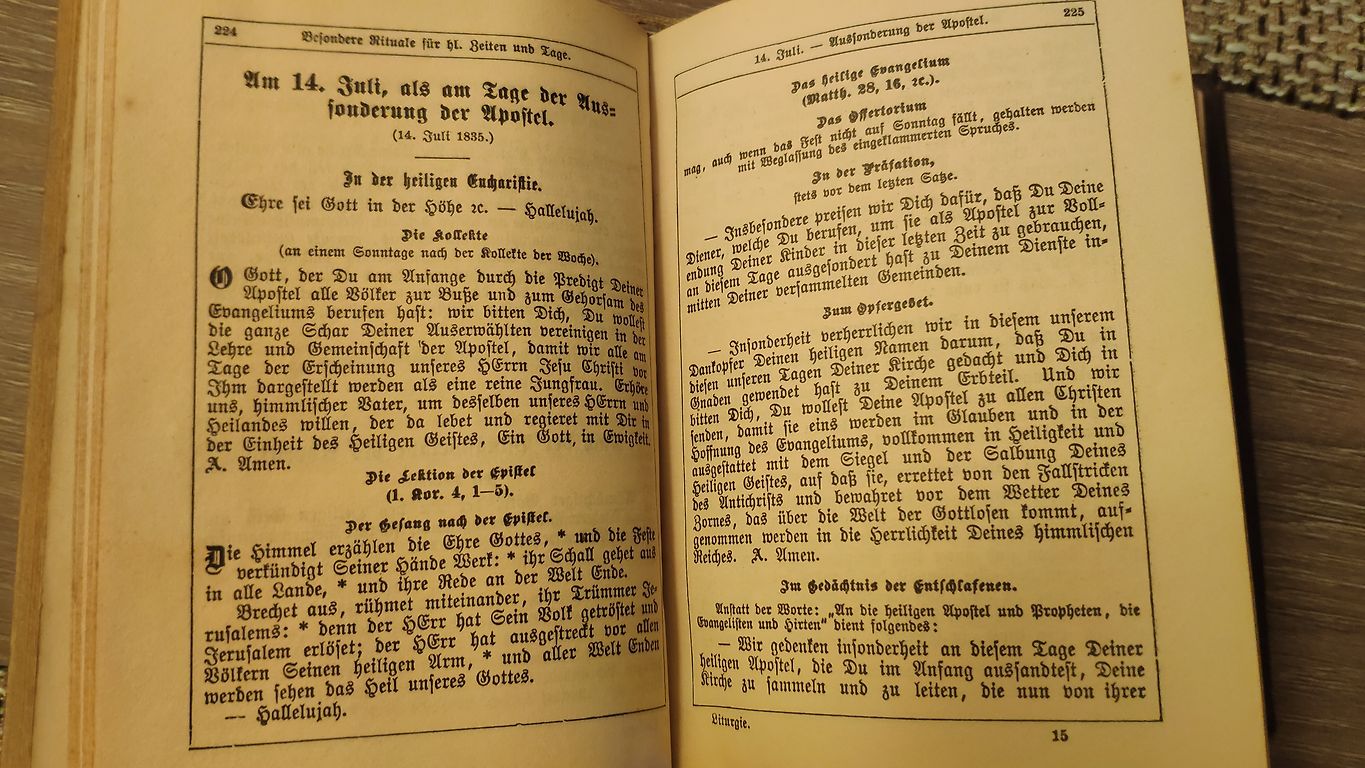 224
Besondere Rituale für hl. Zeiten und Tage.
Am 14. Juli, als am Tage der Aus-
sonderung der Apostel.
(14. Juli 1835.)
In der heiligen Eucharistie.
Ehre sei Gott in der Höhe ꝛc. — Hallelujah.
Die Kollekte
(an einem Sonntage nach der Kollekte der Woche).
O Gott, der Du am Anfange durch die Predigt Deiner
Apostel alle Völker zur Buße und zum Gehorsam des
Evangeliums berufen hast: wir bitten Dich, Du wollest
die ganze Schar Deiner Auserwählten vereinigen in der
Lehre und Gemeinschaft der Apostel, damit wir alle am
Tage der Erscheinung unseres HErrn Jesu Christi vor
Ihm dargestellt werden als eine reine Jungfrau. Erhöre
uns, himmlischer Vater, um desselben unseres HErrn und
Heilandes willen, der da lebet und regieret mit Dir in
der Einheit des Heiligen Geistes, Ein Gott, in Ewigkeit.
A. Amen.
Die Lektion der Epistel
(1. Kor. 4, 1—5).
Der Gesang nach der Epistel.
Die Himmel erzählen die Ehre Gottes, * und die Feste
verkündigt Seiner Hände Werk: * ihr Schall gehet aus
in alle Lande, * und ihre Rede an der Welt Ende.
Brechet aus, rühmet miteinander, ihr Trümmer Je-
rusalems: * denn der HErr hat Sein Volk getröstet und
Jerusalem erlöset; der HErr hat ausgestreckt vor allen
Völkern Seinen heiligen Arm, * und aller Welt Enden
werden sehen das Heil unseres Gottes.
— Hallelujah.
14. Juli. — Aussonderung der Apostel.
225
Das heilige Evangelium
(Matth. 28, 16, ꝛc.).
Das Offertorium
mag, auch wenn das Fest nicht auf Sonntag fällt, gehalten werden
mit Weglassung des eingeklammerten Spruches.
In der Präfation,
stets vor dem letzten Satze.
— Insbesondere preisen wir Dich dafür, daß Du Deine
Diener, welche Du berufen, um sie als Apostel zur Voll-
endung Deiner Kinder in dieser letzten Zeit zu gebrauchen,
an diesem Tage ausgesondert hast zu Deinem Dienste in-
mitten Deiner versammelten Gemeinden.
Zum Opfergebet.
— Insonderheit verherrlichen wir in diesem unserem
Dankopfer Deinen heiligen Namen darum, daß Du in
diesen unseren Tagen Deiner Kirche gedacht und Dich in
Gnaden gewendet hast zu Deinem Erbteil. Und wir
bitten Dich, Du wollest Deine Apostel zu allen Christen
senden, damit sie eins werden im Glauben und in der
Hoffnung des Evangeliums, vollkommen in Heiligkeit und
ausgestattet mit dem Siegel und der Salbung Deines
Heiligen Geistes, auf daß sie, errettet von den Fallstricken
des Antichrists und bewahret vor dem Wetter Deines
Zornes, das über die Welt der Gottlosen kommt, auf-
genommen werden in die Herrlichkeit Deines himmlischen
Reiches. A. Amen.
Im Gedächtnis der Entschlafenen.
Anstatt der Worte: „An die heiligen Apostel und Propheten, die
Evangelisten und Hirten“ dient folgendes:
— Wir gedenken insonderheit an diesem Tage Deiner
heiligen Apostel, die Du im Anfang aussandtest, Deine
Kirche zu sammeln und zu leiten, die nun von ihrer
Liturgie.
15